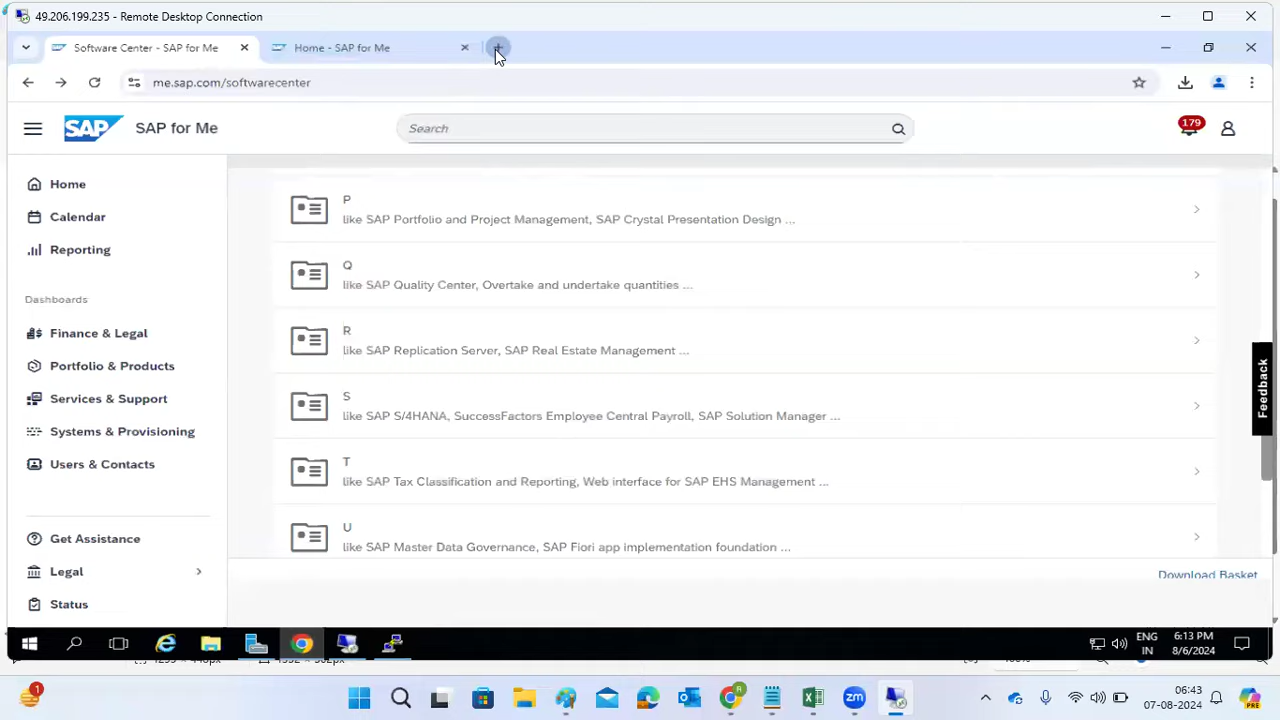 49.206.199.235 - Remote Desktop Connection
Software Center - SAP for Me
Home - SAP for Me
me.sap.com/softwarecenter
SAP
SAP for Me
Search
179
Home
Calendar
Reporting
Dashboards
Finance & Legal
Portfolio & Products
Services & Support
Systems & Provisioning
Users & Contacts
Get Assistance
Legal
Status
P
like SAP Portfolio and Project Management, SAP Crystal Presentation Design ...
Q
like SAP Quality Center, Overtake and undertake quantities ...
R
like SAP Replication Server, SAP Real Estate Management ...
S
like SAP S/4HANA, SuccessFactors Employee Central Payroll, SAP Solution Manager ...
T
like SAP Tax Classification and Reporting, Web interface for SAP EHS Management ...
U
like SAP Master Data Governance, SAP Fiori app implementation foundation ...
Download Basket
Feedback
ENG
IN
6:13 PM
8/6/2024
1
R
zm
06:43
07-08-2024
PRE